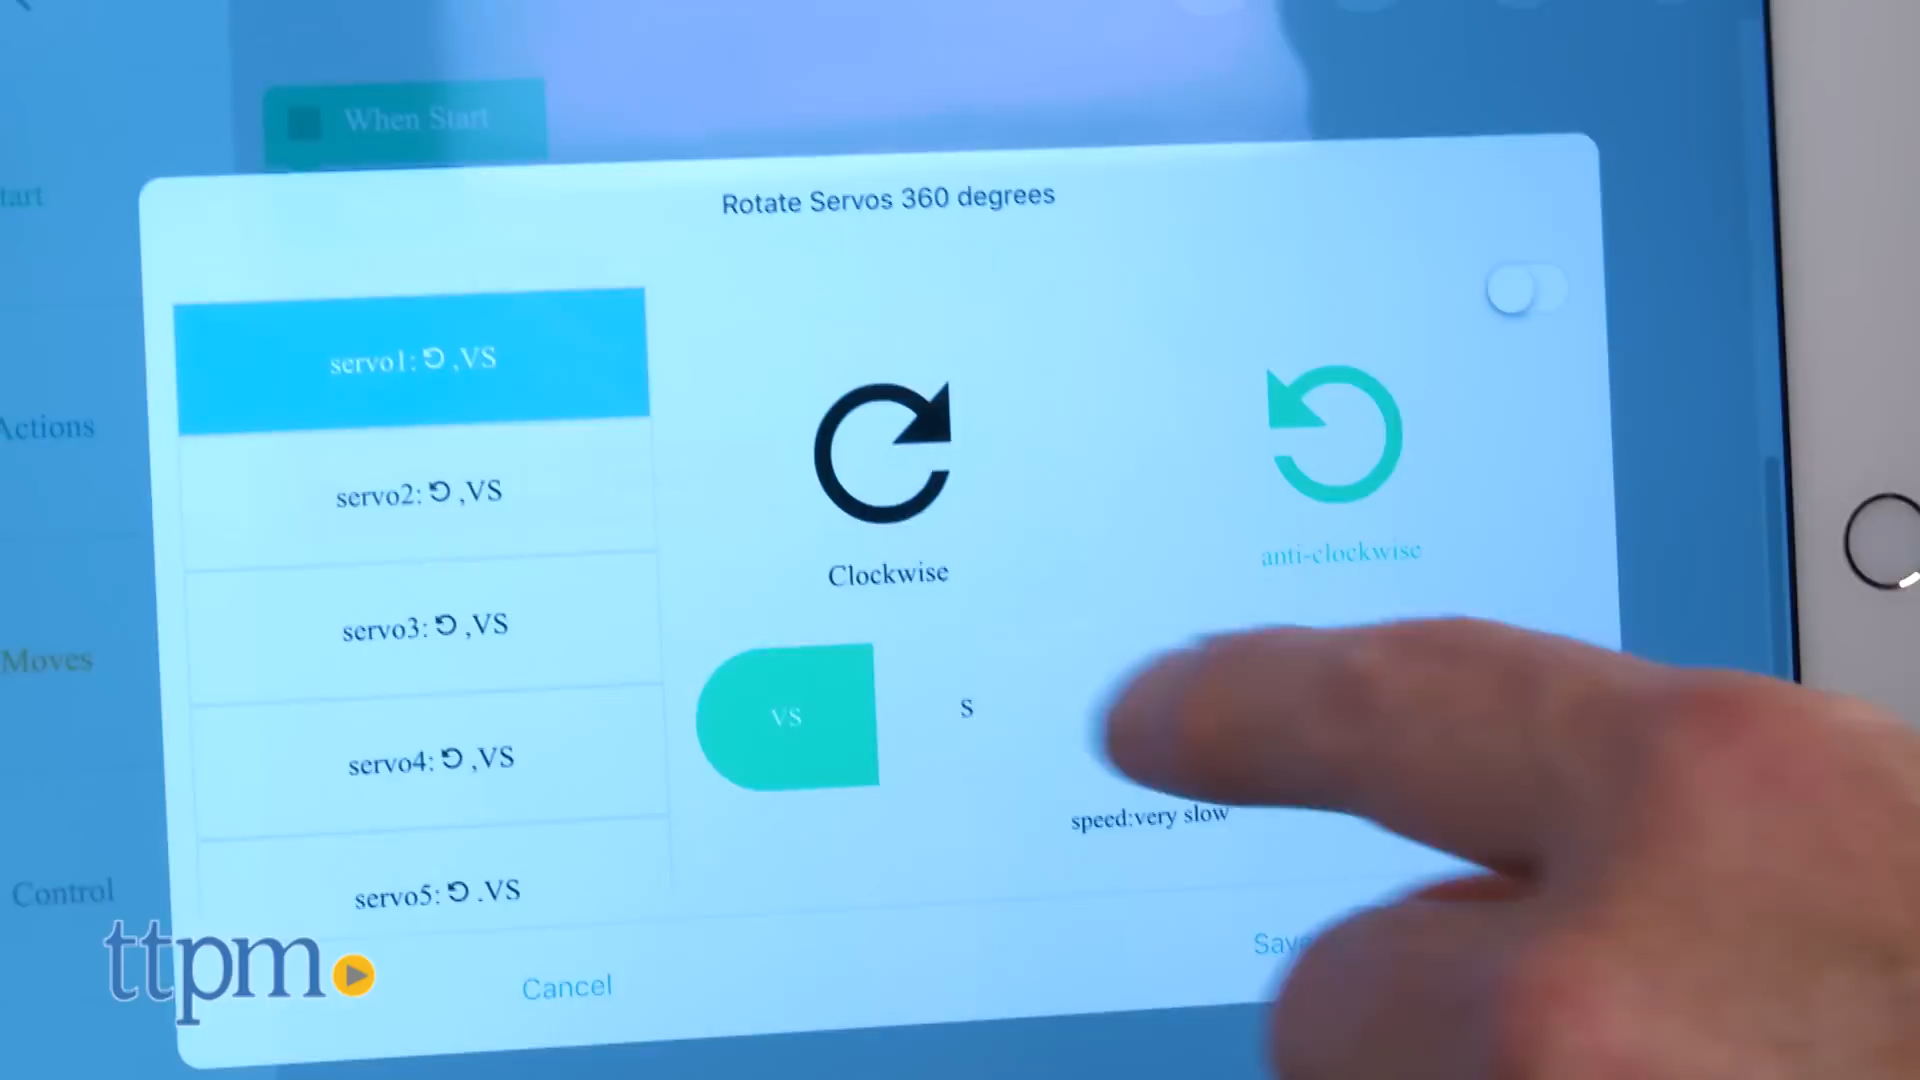 When Start
Rotate Servos 360 degrees
tart
servo1: ,VS
Actions
servo2: ,VS
Clockwise
anti-clockwise
servo3: ,VS
Moves
VS
S
servo4: ,VS
speed:very slow
Control
servo5: .VS
Save
ttpm
Cancel